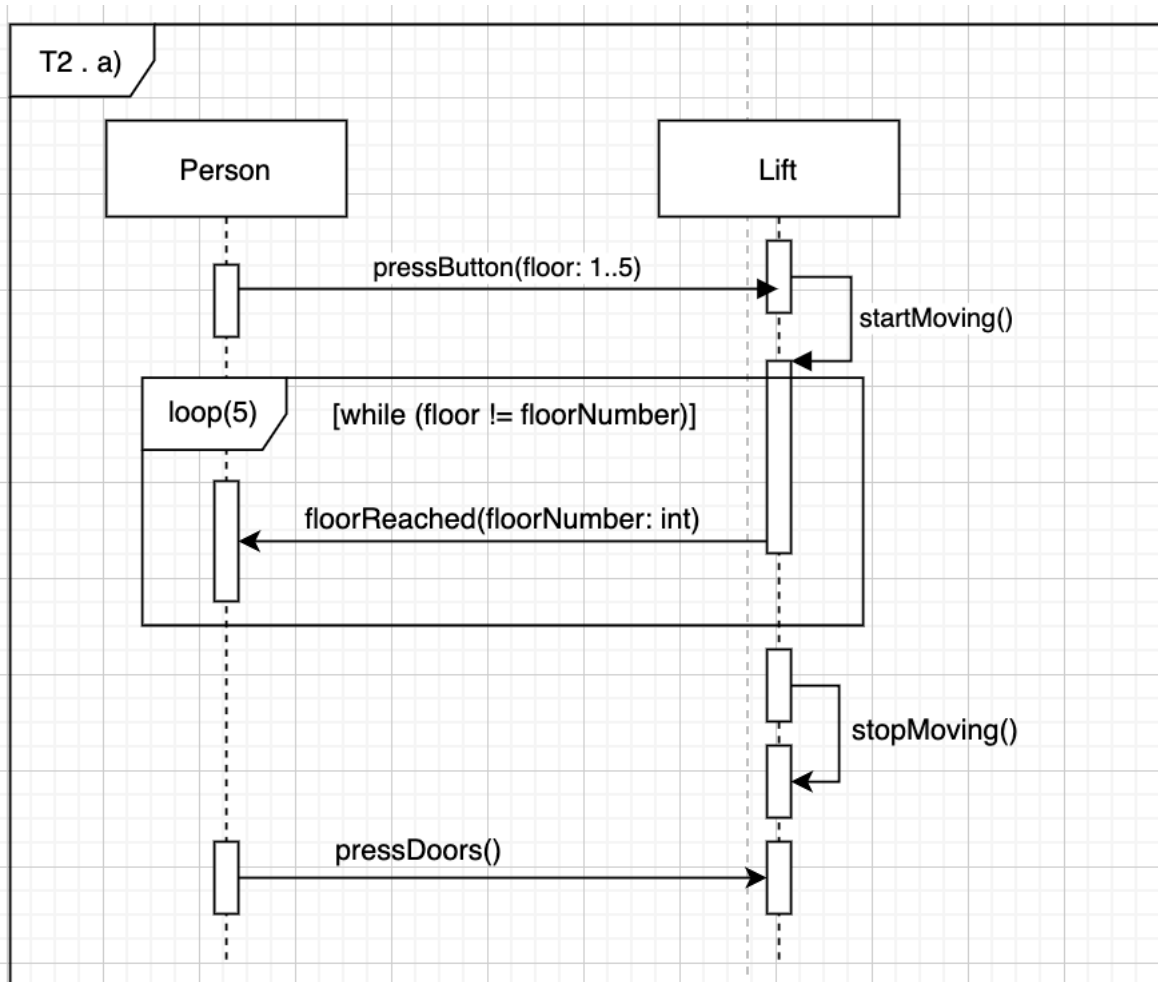 T2 . a)
Person
Lift
pressButton(floor: 1..5)
startMoving()
loop(5)
[while (floor != floorNumber)]
floorReached(floorNumber: int)
stopMoving()
pressDoors()